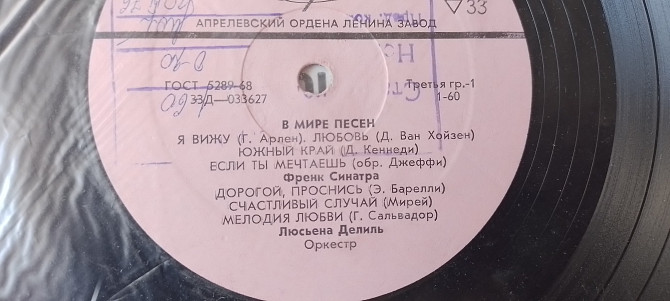 ▽33
АПРЕЛЕВСКИЙ ОРДЕНА ЛЕНИНА ЗАВОД
ГОСТ 5289-68
Третья гр.-1
33Д—033627
1-60
В МИРЕ ПЕСЕН
Я ВИЖУ (Г. Арлен). ЛЮБОВЬ (Д. Ван Хойзен)
ЮЖНЫЙ КРАЙ (Д. Кеннеди)
ЕСЛИ ТЫ МЕЧТАЕШЬ (обр. Джеффи)
Френк Синатра
ДОРОГОЙ, ПРОСНИСЬ (Э. Барелли)
СЧАСТЛИВЫЙ СЛУЧАЙ (Мирей)
МЕЛОДИЯ ЛЮБВИ (Г. Сальвадор)
Люсьена Делиль
Оркестр